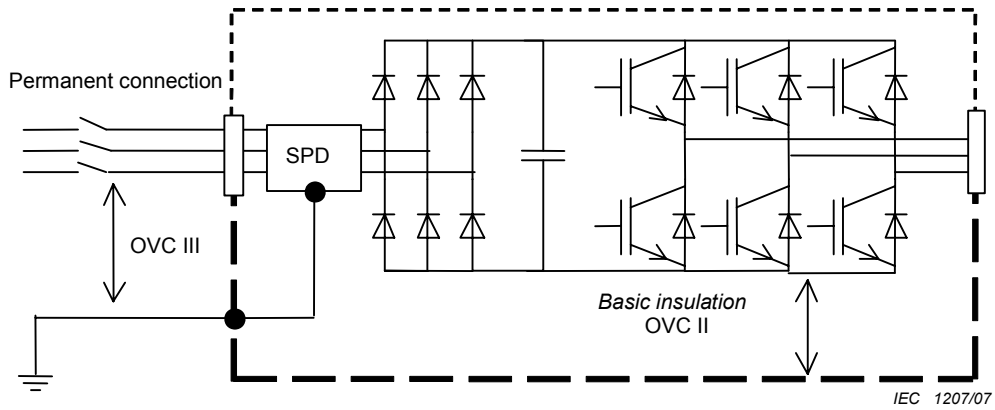 Permanent connection
SPD
OVC III
Basic insulation
OVC II
IEC 1207/07